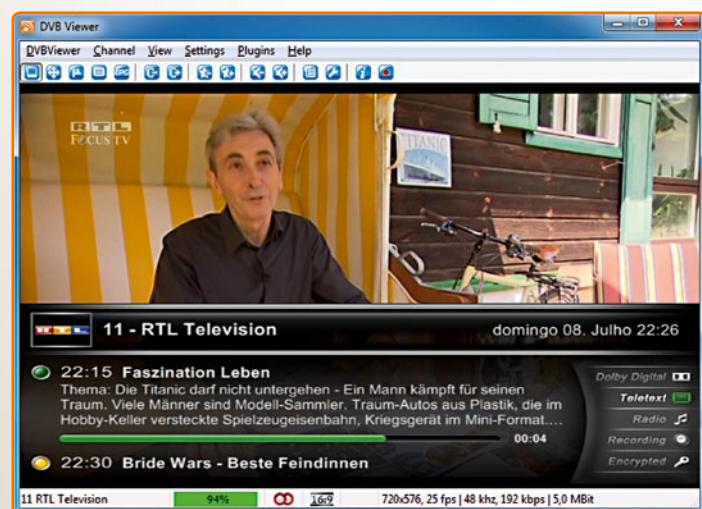 DVB Viewer
DVBViewer Channel View Settings Plugins Help
EPG
RTL
FOCUS TV
TITANIC
RTL
11 - RTL Television
domingo 08. Julho 22:26
22:15 Faszination Leben
Thema: Die Titanic darf nicht untergehen - Ein Mann kämpft für seinen
Traum. Viele Männer sind Modell-Sammler. Traum-Autos aus Plastik, die im
Hobby-Keller versteckte Spielzeugeisenbahn, Kriegsgerät im Mini-Format....
00:04
22:30 Bride Wars - Beste Feindinnen
Dolby Digital
Teletext
Radio
Recording
Encrypted
11 RTL Television
94%
16:9
720x576, 25 fps | 48 khz, 192 kbps | 5,0 MBit